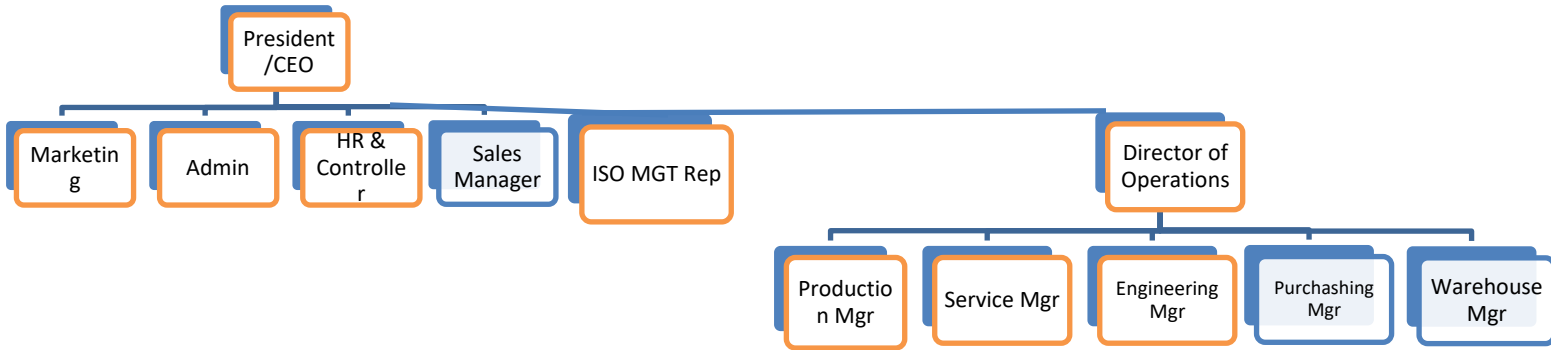 President
/CEO
Marketin
g
Admin
HR &
Controlle
r
Sales
Manager
ISO MGT Rep
Director of
Operations
Productio
n Mgr
Service Mgr
Engineering
Mgr
Purchashing
Mgr
Warehouse
Mgr